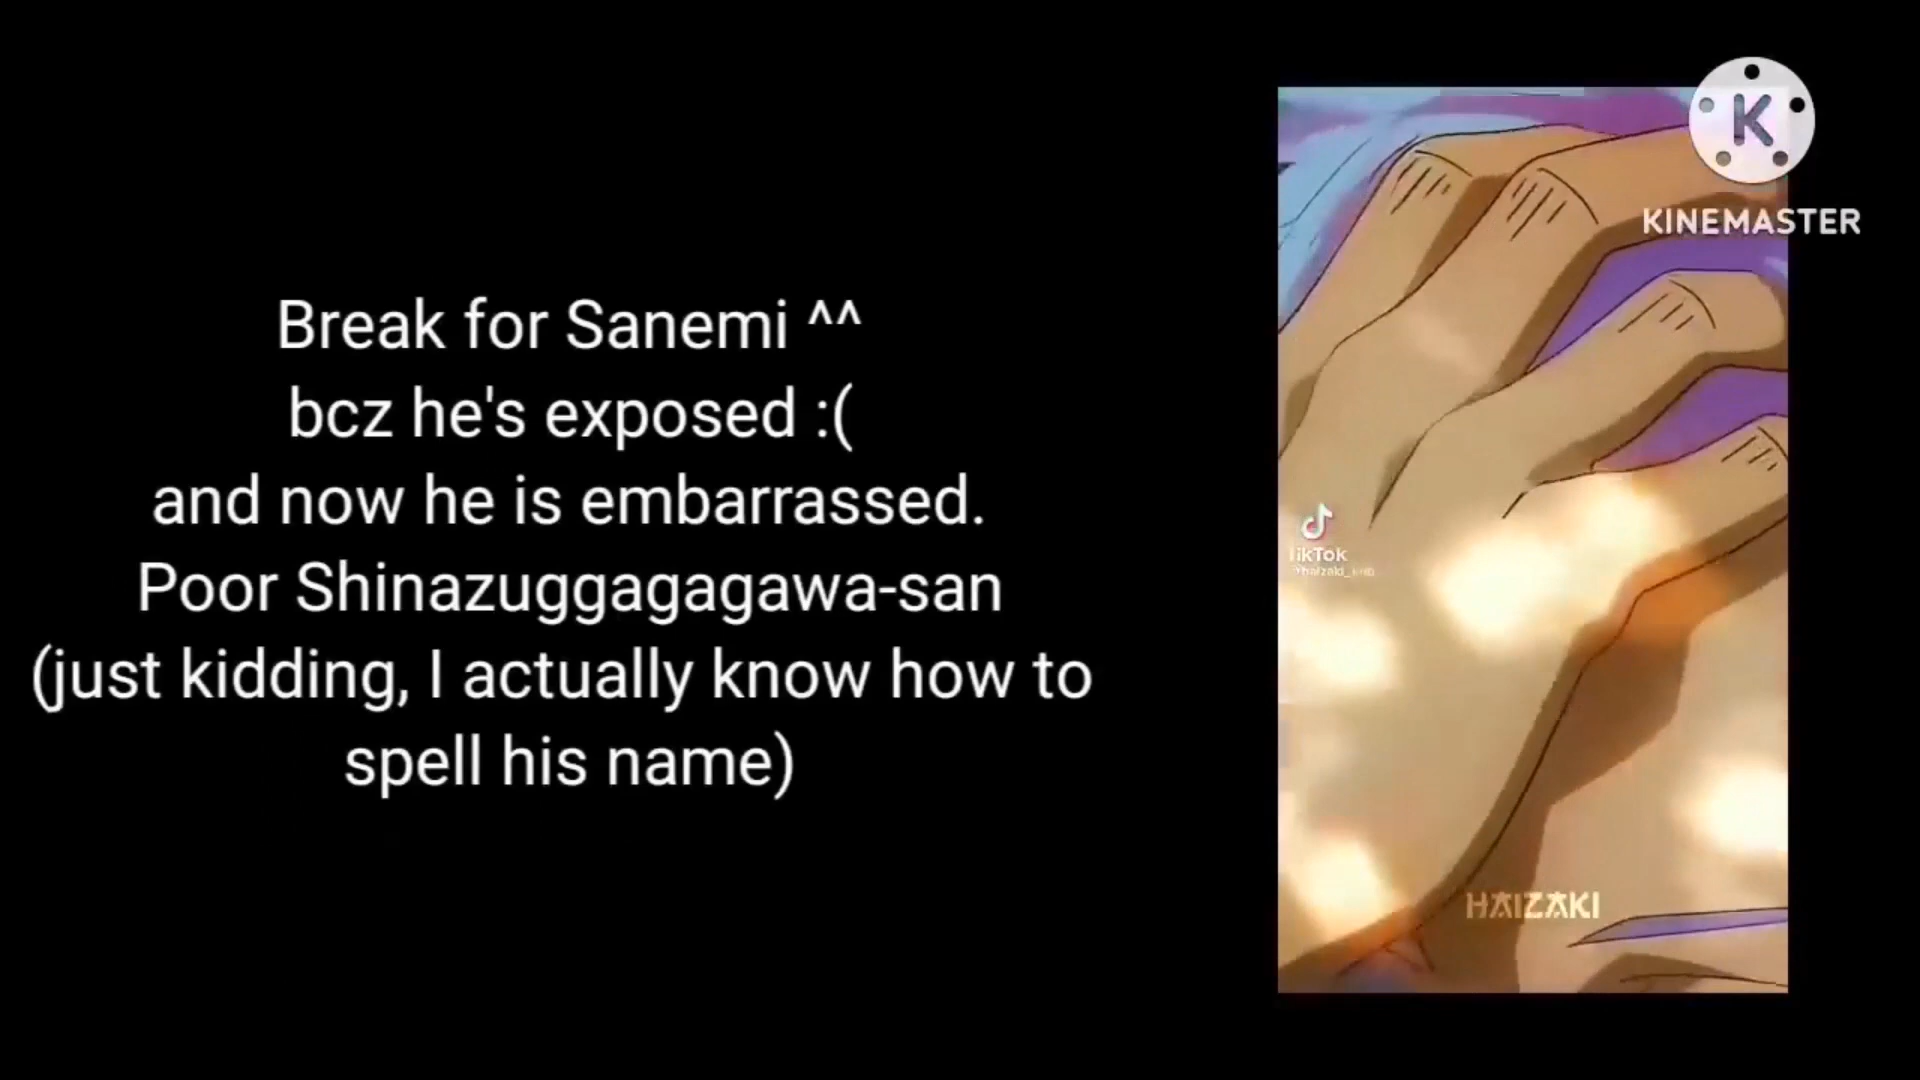 Break for Sanemi ^^
bcz he's exposed :(
and now he is embarrassed.
Poor Shinazuggagagawa-san
(just kidding, I actually know how to
spell his name)
K
KINEMASTER
TikTok
HAIZAKI